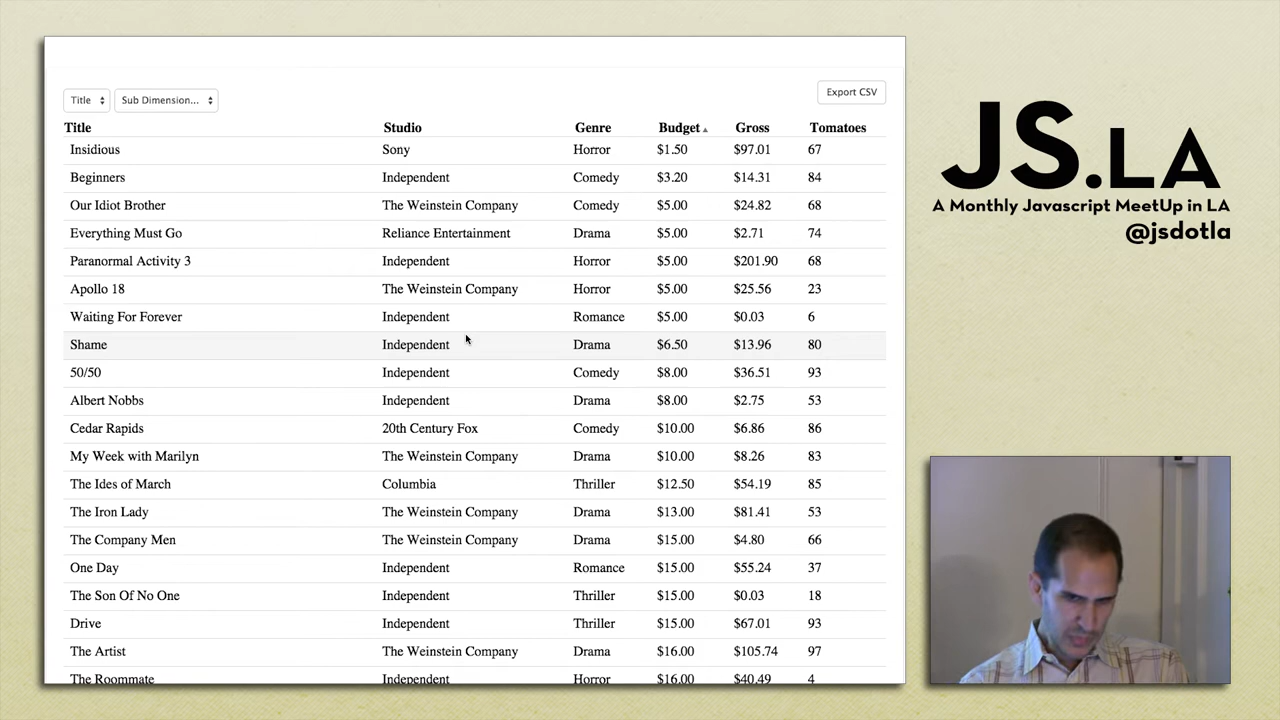 Title Sub Dimension... Export CSV
Title Studio Genre Budget ▲ Gross Tomatoes
Insidious Sony Horror $1.50 $97.01 67
Beginners Independent Comedy $3.20 $14.31 84
Our Idiot Brother The Weinstein Company Comedy $5.00 $24.82 68
Everything Must Go Reliance Entertainment Drama $5.00 $2.71 74
Paranormal Activity 3 Independent Horror $5.00 $201.90 68
Apollo 18 The Weinstein Company Horror $5.00 $25.56 23
Waiting For Forever Independent Romance $5.00 $0.03 6
Shame Independent Drama $6.50 $13.96 80
50/50 Independent Comedy $8.00 $36.51 93
Albert Nobbs Independent Drama $8.00 $2.75 53
Cedar Rapids 20th Century Fox Comedy $10.00 $6.86 86
My Week with Marilyn The Weinstein Company Drama $10.00 $8.26 83
The Ides of March Columbia Thriller $12.50 $54.19 85
The Iron Lady The Weinstein Company Drama $13.00 $81.41 53
The Company Men The Weinstein Company Drama $15.00 $4.80 66
One Day Independent Romance $15.00 $55.24 37
The Son Of No One Independent Thriller $15.00 $0.03 18
Drive Independent Thriller $15.00 $67.01 93
The Artist The Weinstein Company Drama $16.00 $105.74 97
The Roommate Independent Horror $16.00 $40.49 4
JS.LA
A Monthly Javascript MeetUp in LA
@jsdotla